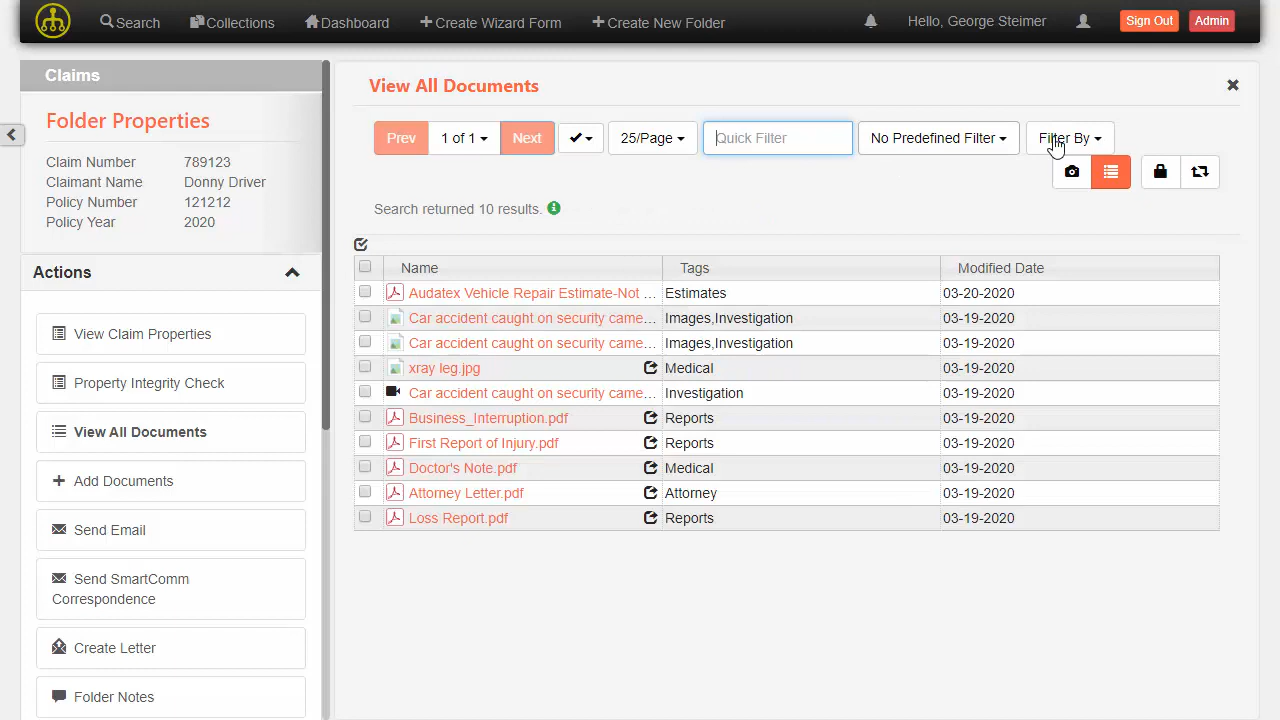 Search Collections Dashboard Create Wizard Form Create New Folder Hello, George Steimer Sign Out Admin
Claims
Folder Properties
Claim Number 789123
Claimant Name Donny Driver
Policy Number 121212
Policy Year 2020
Actions
View Claim Properties
Property Integrity Check
View All Documents
Add Documents
Send Email
Send SmartComm
Correspondence
Create Letter
Folder Notes
View All Documents
Prev 1 of 1 Next 25/Page Quick Filter No Predefined Filter Filter By
Search returned 10 results.
Name Tags Modified Date
Audatex Vehicle Repair Estimate-Not ... Estimates 03-20-2020
Car accident caught on security came... Images,Investigation 03-19-2020
Car accident caught on security came... Images,Investigation 03-19-2020
xray leg.jpg Medical 03-19-2020
Car accident caught on security came... Investigation 03-19-2020
Business_Interruption.pdf Reports 03-19-2020
First Report of Injury.pdf Reports 03-19-2020
Doctor's Note.pdf Medical 03-19-2020
Attorney Letter.pdf Attorney 03-19-2020
Loss Report.pdf Reports 03-19-2020